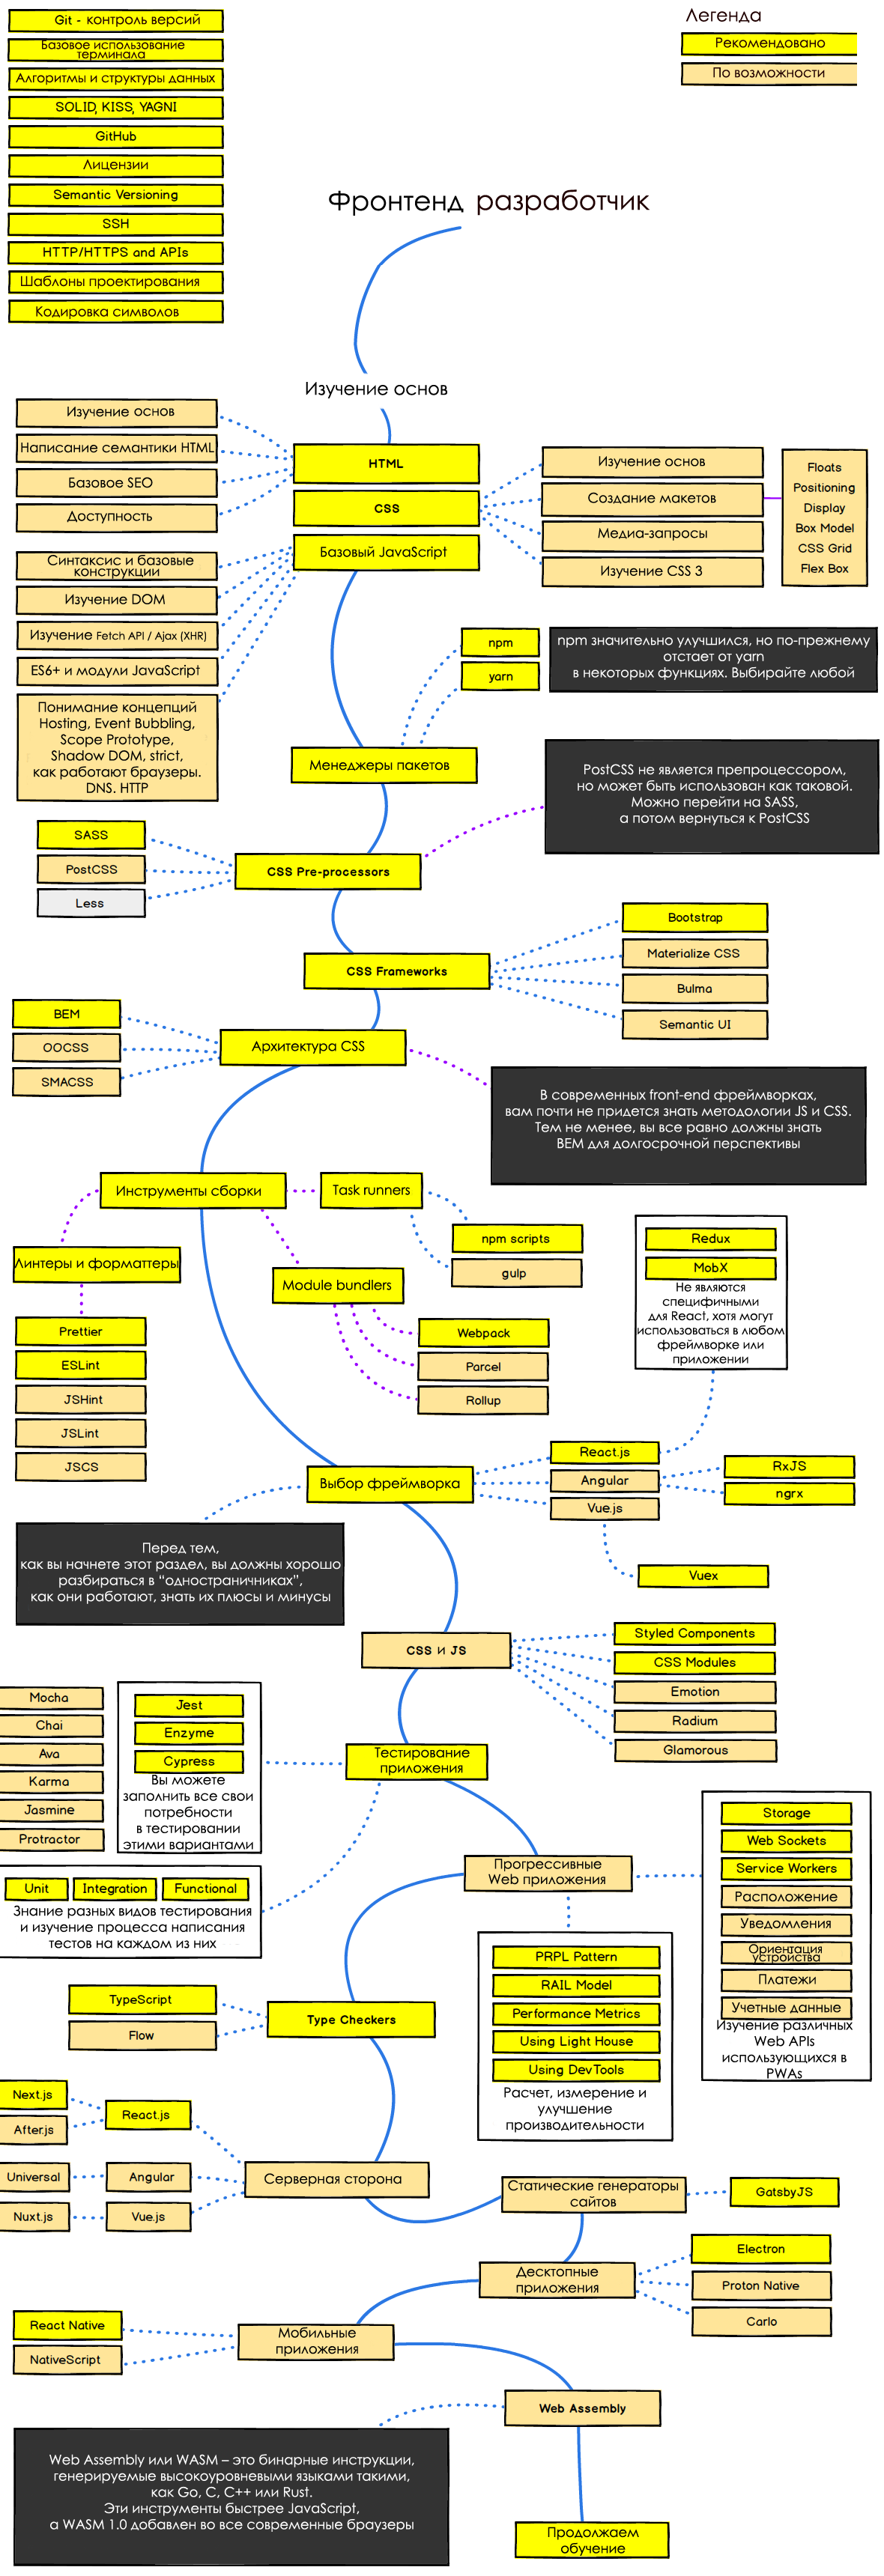 Git - контроль версий
Базовое использование
терминала
Алгоритмы и структуры данных
SOLID, KISS, YAGNI
GitHub
Лицензии
Semantic Versioning
SSH
HTTP/HTTPS and APIs
Шаблоны проектирования
Кодировка символов
Легенда
Рекомендовано
По возможности
Фронтенд разработчик
Изучение основ
Изучение основ
Написание семантики HTML
Базовое SEO
Доступность
HTML
CSS
Базовый JavaScript
Изучение основ
Создание макетов
Медиа-запросы
Изучение CSS 3
Floats
Positioning
Display
Box Model
CSS Grid
Flex Box
Синтаксис и базовые
конструкции
Изучение DOM
Изучение Fetch API / Ajax (XHR)
ES6+ и модули JavaScript
Понимание концепций
Hosting, Event Bubbling,
Scope Prototype,
Shadow DOM, strict,
как работают браузеры.
DNS. HTTP
npm
yarn
npm значительно улучшился, но по-прежнему
отстает от yarn
в некоторых функциях. Выбирайте любой
Менеджеры пакетов
PostCSS не является препроцессором,
но может быть использован как таковой.
Можно перейти на SASS,
а потом вернуться к PostCSS
SASS
PostCSS
Less
CSS Pre-processors
CSS Frameworks
Bootstrap
Materialize CSS
Bulma
Semantic UI
BEM
OOCSS
SMACSS
Архитектура CSS
В современных front-end фреймворках,
вам почти не придется знать методологии JS и CSS.
Тем не менее, вы все равно должны знать
BEM для долгосрочной перспективы
Инструменты сборки
Task runners
npm scripts
gulp
Линтеры и форматтеры
Module bundlers
Prettier
ESLint
JSHint
JSLint
JSCS
Webpack
Parcel
Rollup
Redux
MobX
Не являются
специфичными
для React, хотя могут
использоваться в любом
фреймворке или
приложении
Выбор фреймворка
React.js
Angular
Vue.js
RxJS
ngrx
Vuex
Перед тем,
как вы начнете этот раздел, вы должны хорошо
разбираться в “одностраничниках”,
как они работают, знать их плюсы и минусы
CSS и JS
Styled Components
CSS Modules
Emotion
Radium
Glamorous
Mocha
Chai
Ava
Karma
Jasmine
Protractor
Jest
Enzyme
Cypress
Вы можете
заполнить все свои
потребности
в тестировании
этими вариантами
Тестирование
приложения
Unit
Integration
Functional
Знание разных видов тестирования
и изучение процесса написания
тестов на каждом из них
Прогрессивные
Web приложения
Storage
Web Sockets
Service Workers
Расположение
Уведомления
Ориентация
устройства
Платежи
Учетные данные
Изучение различных
Web APIs
использующихся в
PWAs
PRPL Pattern
RAIL Model
Performance Metrics
Using Light House
Using DevTools
Расчет, измерение и
улучшение
производительности
TypeScript
Flow
Type Checkers
Next.js
After.js
React.js
Universal
Angular
Nuxt.js
Vue.js
Серверная сторона
Статические генераторы
сайтов
GatsbyJS
Десктопные
приложения
Electron
Proton Native
Carlo
React Native
NativeScript
Мобильные
приложения
Web Assembly
Web Assembly или WASM – это бинарные инструкции,
генерируемые высокоуровневыми языками такими,
как Go, C, C++ или Rust.
Эти инструменты быстрее JavaScript,
а WASM 1.0 добавлен во все современные браузеры
Продолжаем
обучение